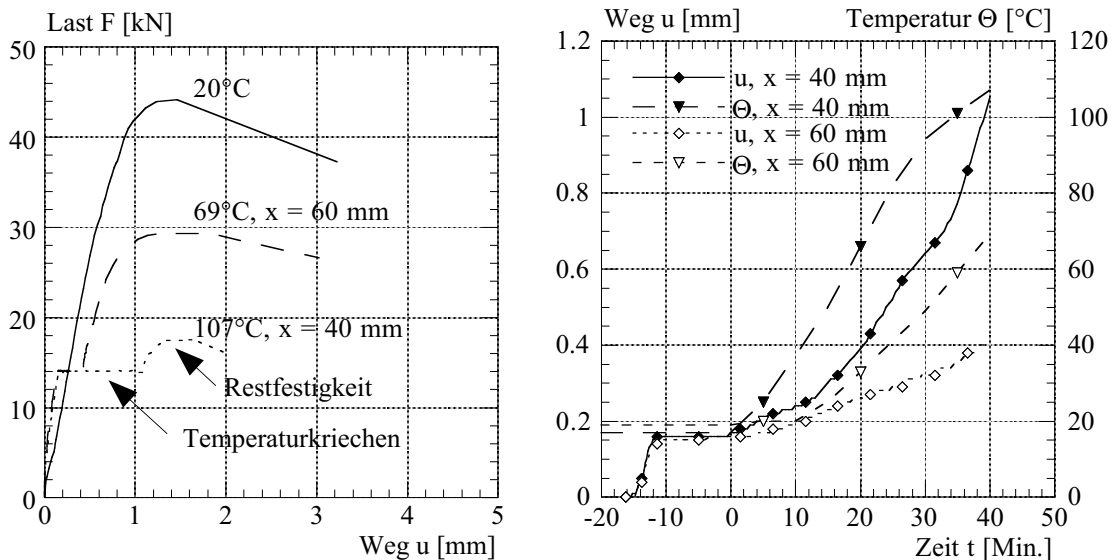 Last F [kN]
50
40
30
20
10
0
20°C
69°C, x = 60 mm
107°C, x = 40 mm
Restfestigkeit
Temperaturkriechen
0 1 2 3 4 5
Weg u [mm]
Weg u [mm] Temperatur Θ [°C]
1.2
1
0.8
0.6
0.4
0.2
0
u, x = 40 mm
Θ, x = 40 mm
u, x = 60 mm
Θ, x = 60 mm
120
100
80
60
40
20
0
-20 -10 0 10 20 30 40 50
Zeit t [Min.]